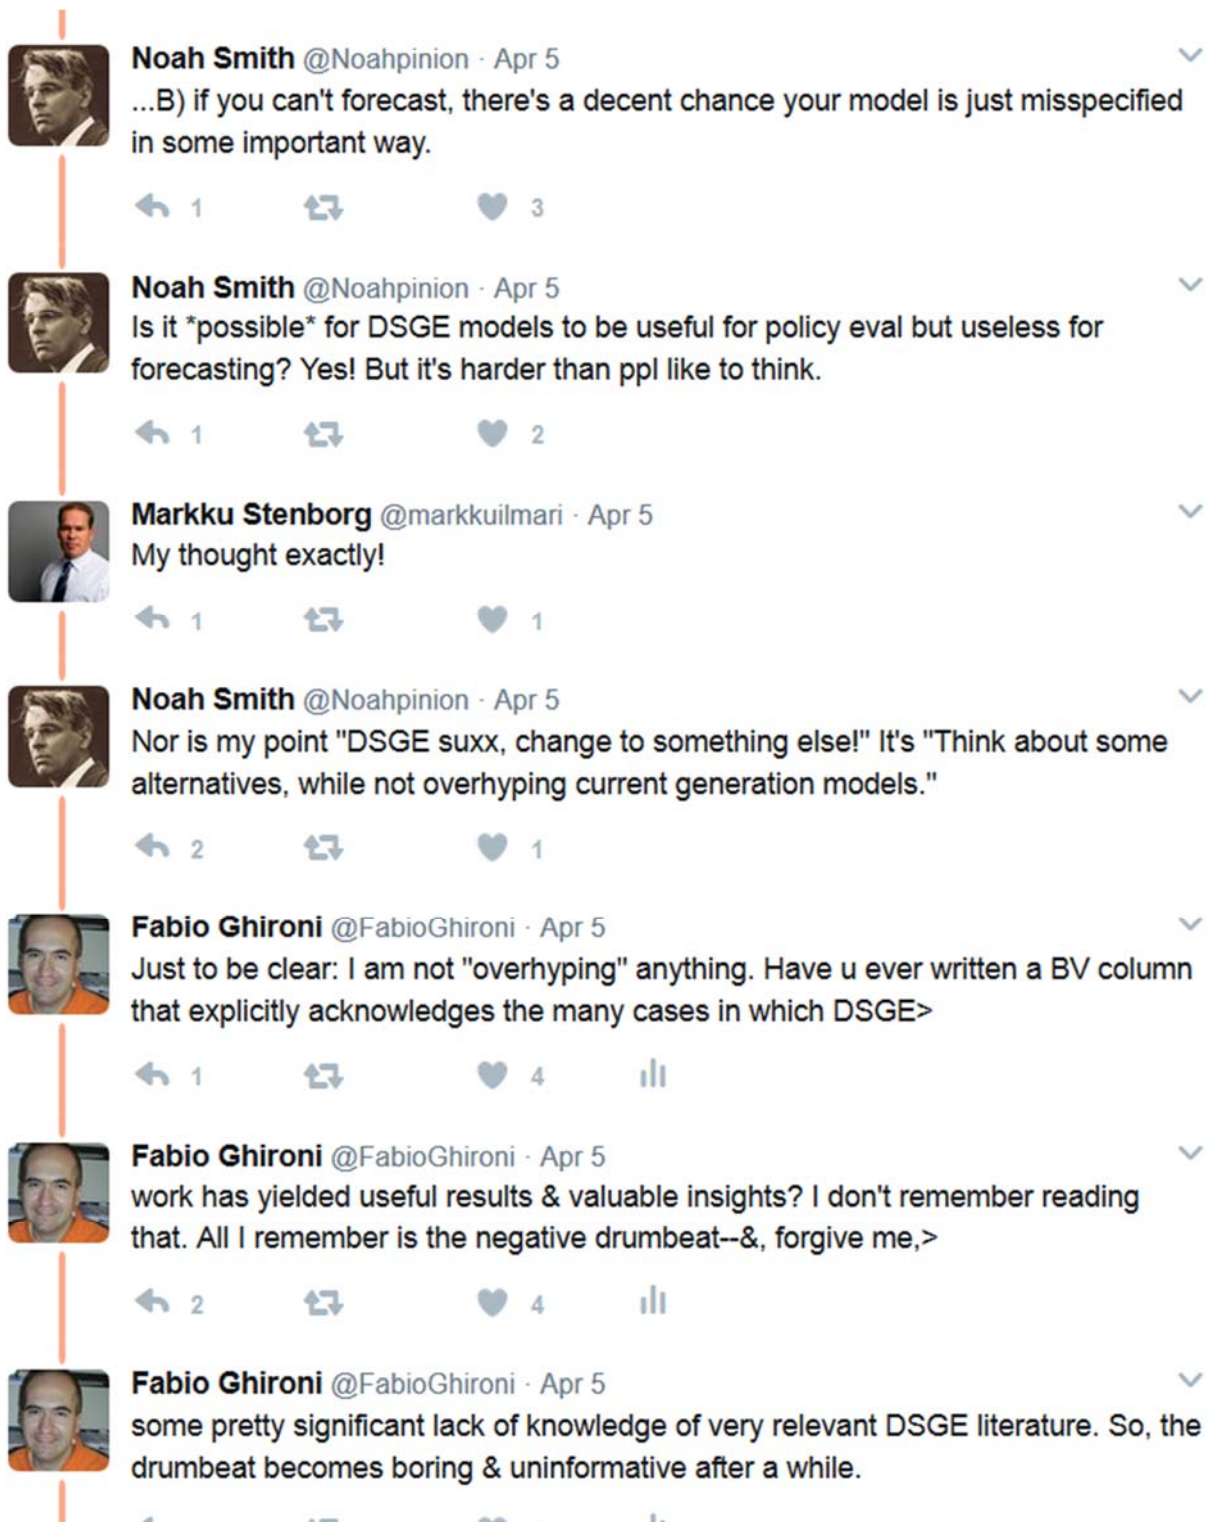 Noah Smith @Noahpinion · Apr 5
...B) if you can't forecast, there's a decent chance your model is just misspecified
in some important way.
1 3
Noah Smith @Noahpinion · Apr 5
Is it *possible* for DSGE models to be useful for policy eval but useless for
forecasting? Yes! But it's harder than ppl like to think.
1 2
Markku Stenborg @markkuilmari · Apr 5
My thought exactly!
1 1
Noah Smith @Noahpinion · Apr 5
Nor is my point "DSGE suxx, change to something else!" It's "Think about some
alternatives, while not overhyping current generation models."
2 1
Fabio Ghironi @FabioGhironi · Apr 5
Just to be clear: I am not "overhyping" anything. Have u ever written a BV column
that explicitly acknowledges the many cases in which DSGE>
1 4
Fabio Ghironi @FabioGhironi · Apr 5
work has yielded useful results & valuable insights? I don't remember reading
that. All I remember is the negative drumbeat--&, forgive me,>
2 4
Fabio Ghironi @FabioGhironi · Apr 5
some pretty significant lack of knowledge of very relevant DSGE literature. So, the
drumbeat becomes boring & uninformative after a while.